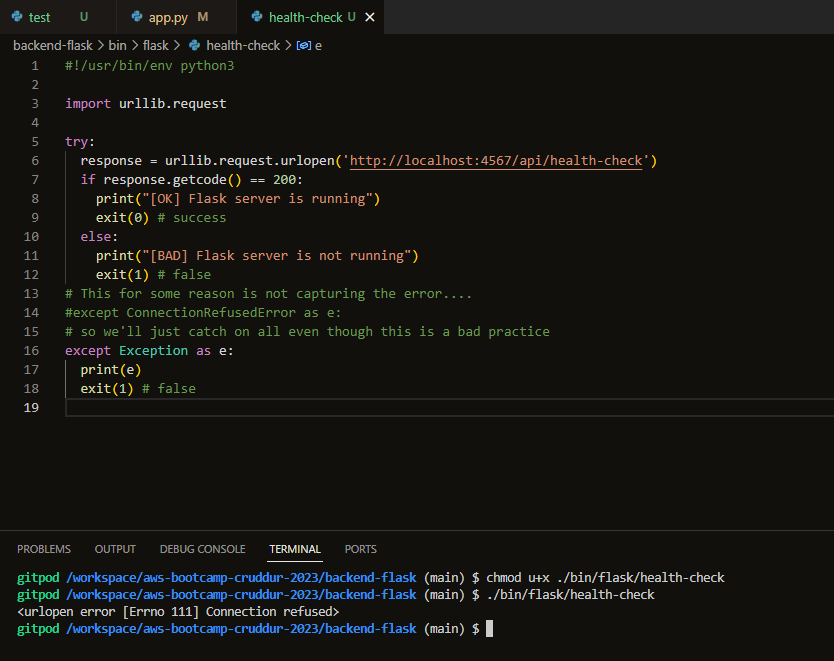 test U app.py M health-check U
backend-flask > bin > flask > health-check > e
1 #!/usr/bin/env python3
2
3 import urllib.request
4
5 try:
6   response = urllib.request.urlopen('http://localhost:4567/api/health-check')
7   if response.getcode() == 200:
8     print("[OK] Flask server is running")
9     exit(0) # success
10   else:
11     print("[BAD] Flask server is not running")
12     exit(1) # false
13 # This for some reason is not capturing the error....
14 #except ConnectionRefusedError as e:
15 # so we'll just catch on all even though this is a bad practice
16 except Exception as e:
17   print(e)
18   exit(1) # false
19
PROBLEMS OUTPUT DEBUG CONSOLE TERMINAL PORTS
gitpod /workspace/aws-bootcamp-cruddur-2023/backend-flask (main) $ chmod u+x ./bin/flask/health-check
gitpod /workspace/aws-bootcamp-cruddur-2023/backend-flask (main) $ ./bin/flask/health-check
<urlopen error [Errno 111] Connection refused>
gitpod /workspace/aws-bootcamp-cruddur-2023/backend-flask (main) $